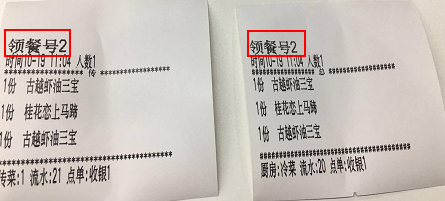 领餐号2
时间10-19 11:04 人数1
******************** 传 ********************
1份 古越虾油三宝
1份 桂花恋上马蹄
1份 古越虾油三宝
****************************************
传菜:1 流水:21 点单:收银1
领餐号2
时间10-19 11:04 人数1
******************** 总 ********************
1份 古越虾油三宝
1份 桂花恋上马蹄
1份 古越虾油三宝
****************************************
厨房:冷菜 流水:20 点单:收银1